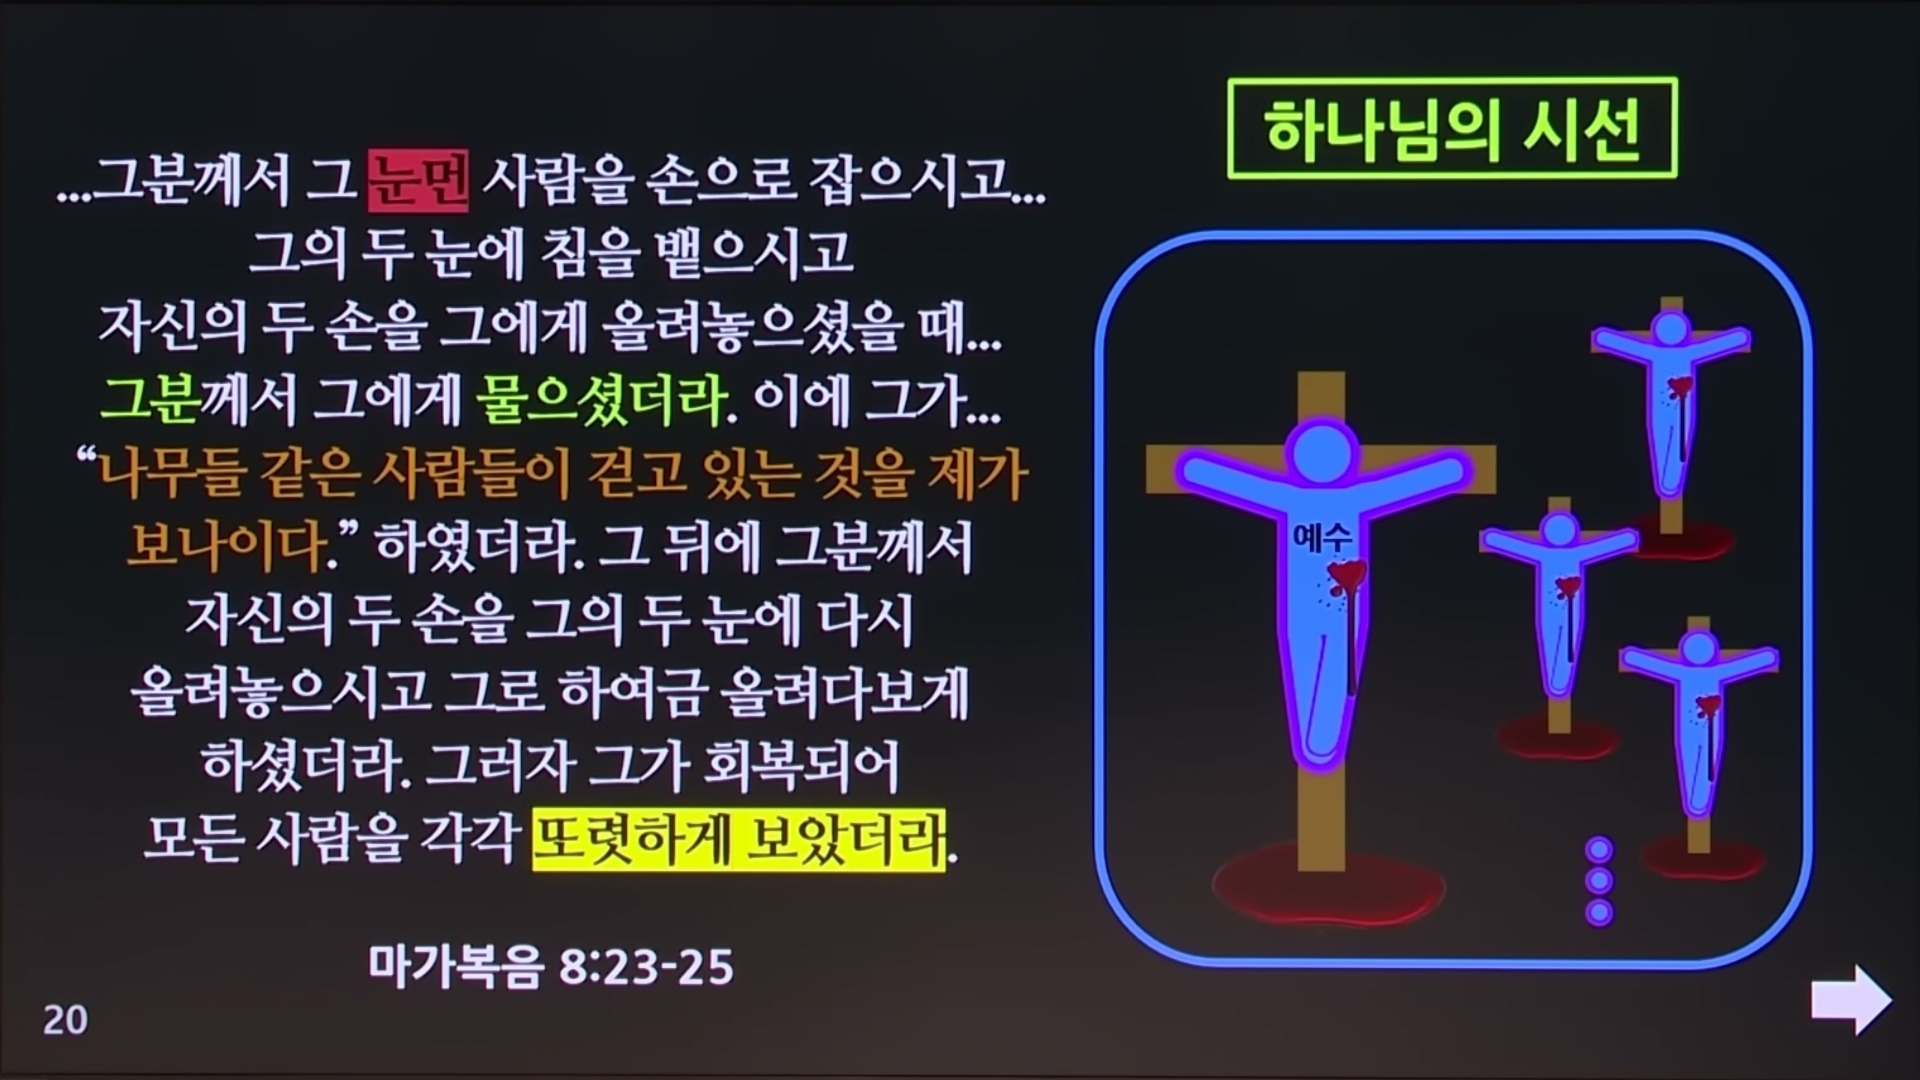 하나님의 시선
...그분께서 그 눈먼 사람을 손으로 잡으시고...
그의 두 눈에 침을 뱉으시고
자신의 두 손을 그에게 올려놓으셨을 때...
그분께서 그에게 물으셨더라. 이에 그가...
“나무들 같은 사람들이 걷고 있는 것을 제가
보나이다.” 하였더라. 그 뒤에 그분께서
자신의 두 손을 그의 두 눈에 다시
올려놓으시고 그로 하여금 올려다보게
하셨더라. 그러자 그가 회복되어
모든 사람을 각각 또렷하게 보았더라.
마가복음 8:23-25
예수
20